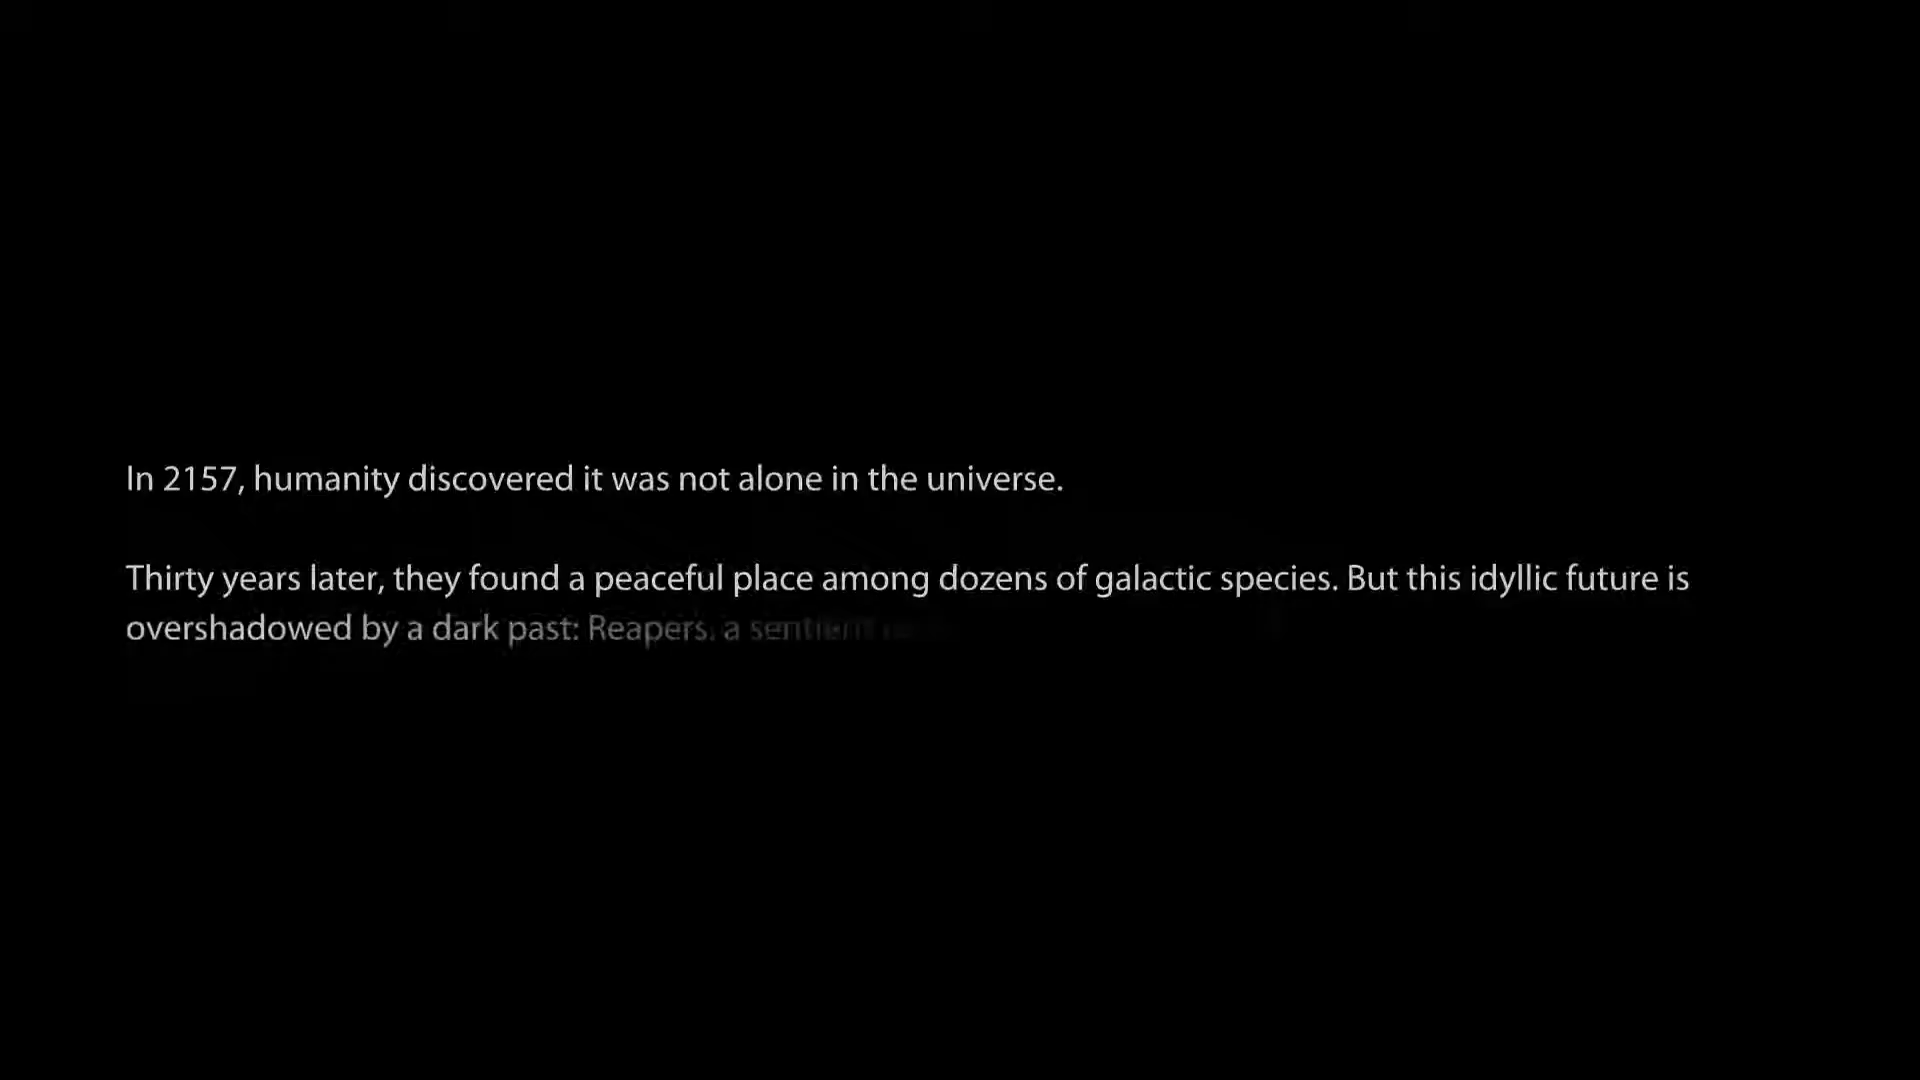 In 2157, humanity discovered it was not alone in the universe.
Thirty years later, they found a peaceful place among dozens of galactic species. But this idyllic future is
overshadowed by a dark past: Reapers, a sentient